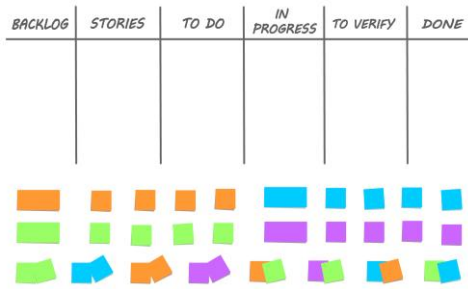 BACKLOG
STORIES
TO DO
IN
PROGRESS
TO VERIFY
DONE